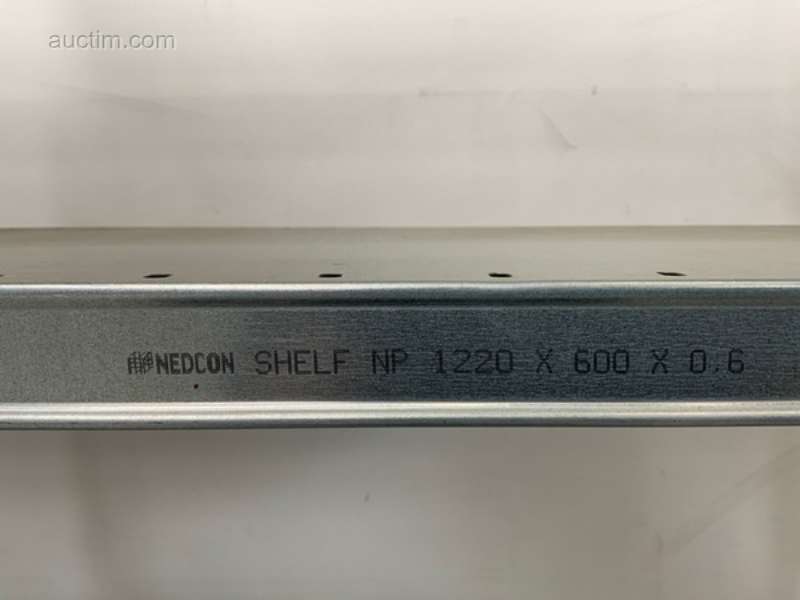 auctim.com
NEDCON SHELF NP 1220 X 600 X 0.6